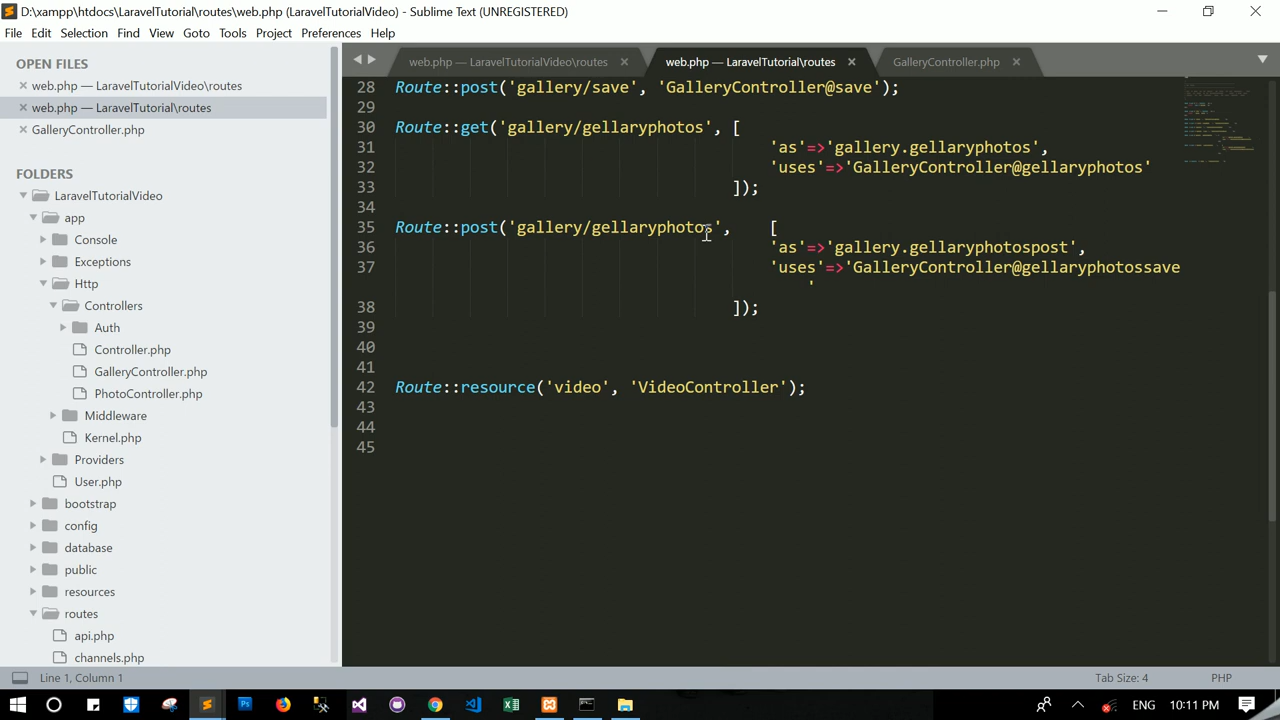 D:\xampp\htdocs\LaravelTutorial\routes\web.php (LaravelTutorialVideo) - Sublime Text (UNREGISTERED)
File Edit Selection Find View Goto Tools Project Preferences Help
OPEN FILES
web.php — LaravelTutorialVideo\routes
web.php — LaravelTutorial\routes
GalleryController.php
FOLDERS
LaravelTutorialVideo
app
Console
Exceptions
Http
Controllers
Auth
Controller.php
GalleryController.php
PhotoController.php
Middleware
Kernel.php
Providers
User.php
bootstrap
config
database
public
resources
routes
api.php
channels.php
web.php — LaravelTutorialVideo\routes web.php — LaravelTutorial\routes GalleryController.php
28 Route::post('gallery/save', 'GalleryController@save');
29
30 Route::get('gallery/gellaryphotos', [
31 'as'=>'gallery.gellaryphotos',
32 'uses'=>'GalleryController@gellaryphotos'
33 ]);
34
35 Route::post('gallery/gellaryphotos', [
36 'as'=>'gallery.gellaryphotospost',
37 'uses'=>'GalleryController@gellaryphotossave
'
38 ]);
39
40
41
42 Route::resource('video', 'VideoController');
43
44
45
Line 1, Column 1 Tab Size: 4 PHP
ENG 10:11 PM